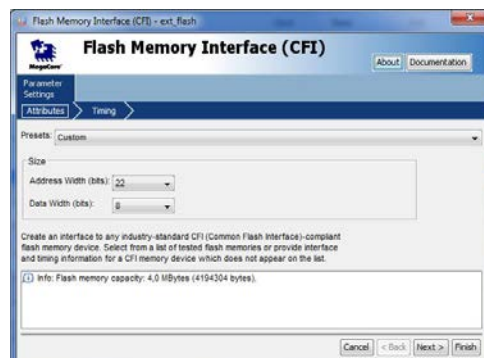 Flash Memory Interface (CFI) - ext_flash
MegaCore
Flash Memory Interface (CFI)
About Documentation
Parameter
Settings
Attributes Timing
Presets: Custom
Size
Address Width (bits): 22
Data Width (bits): 8
Create an interface to any industry-standard CFI (Common Flash Interface)-compliant
flash memory device. Select from a list of tested flash memories or provide interface
and timing information for a CFI memory device which does not appear on the list.
Info: Flash memory capacity: 4,0 MBytes (4194304 bytes).
Cancel < Back Next > Finish